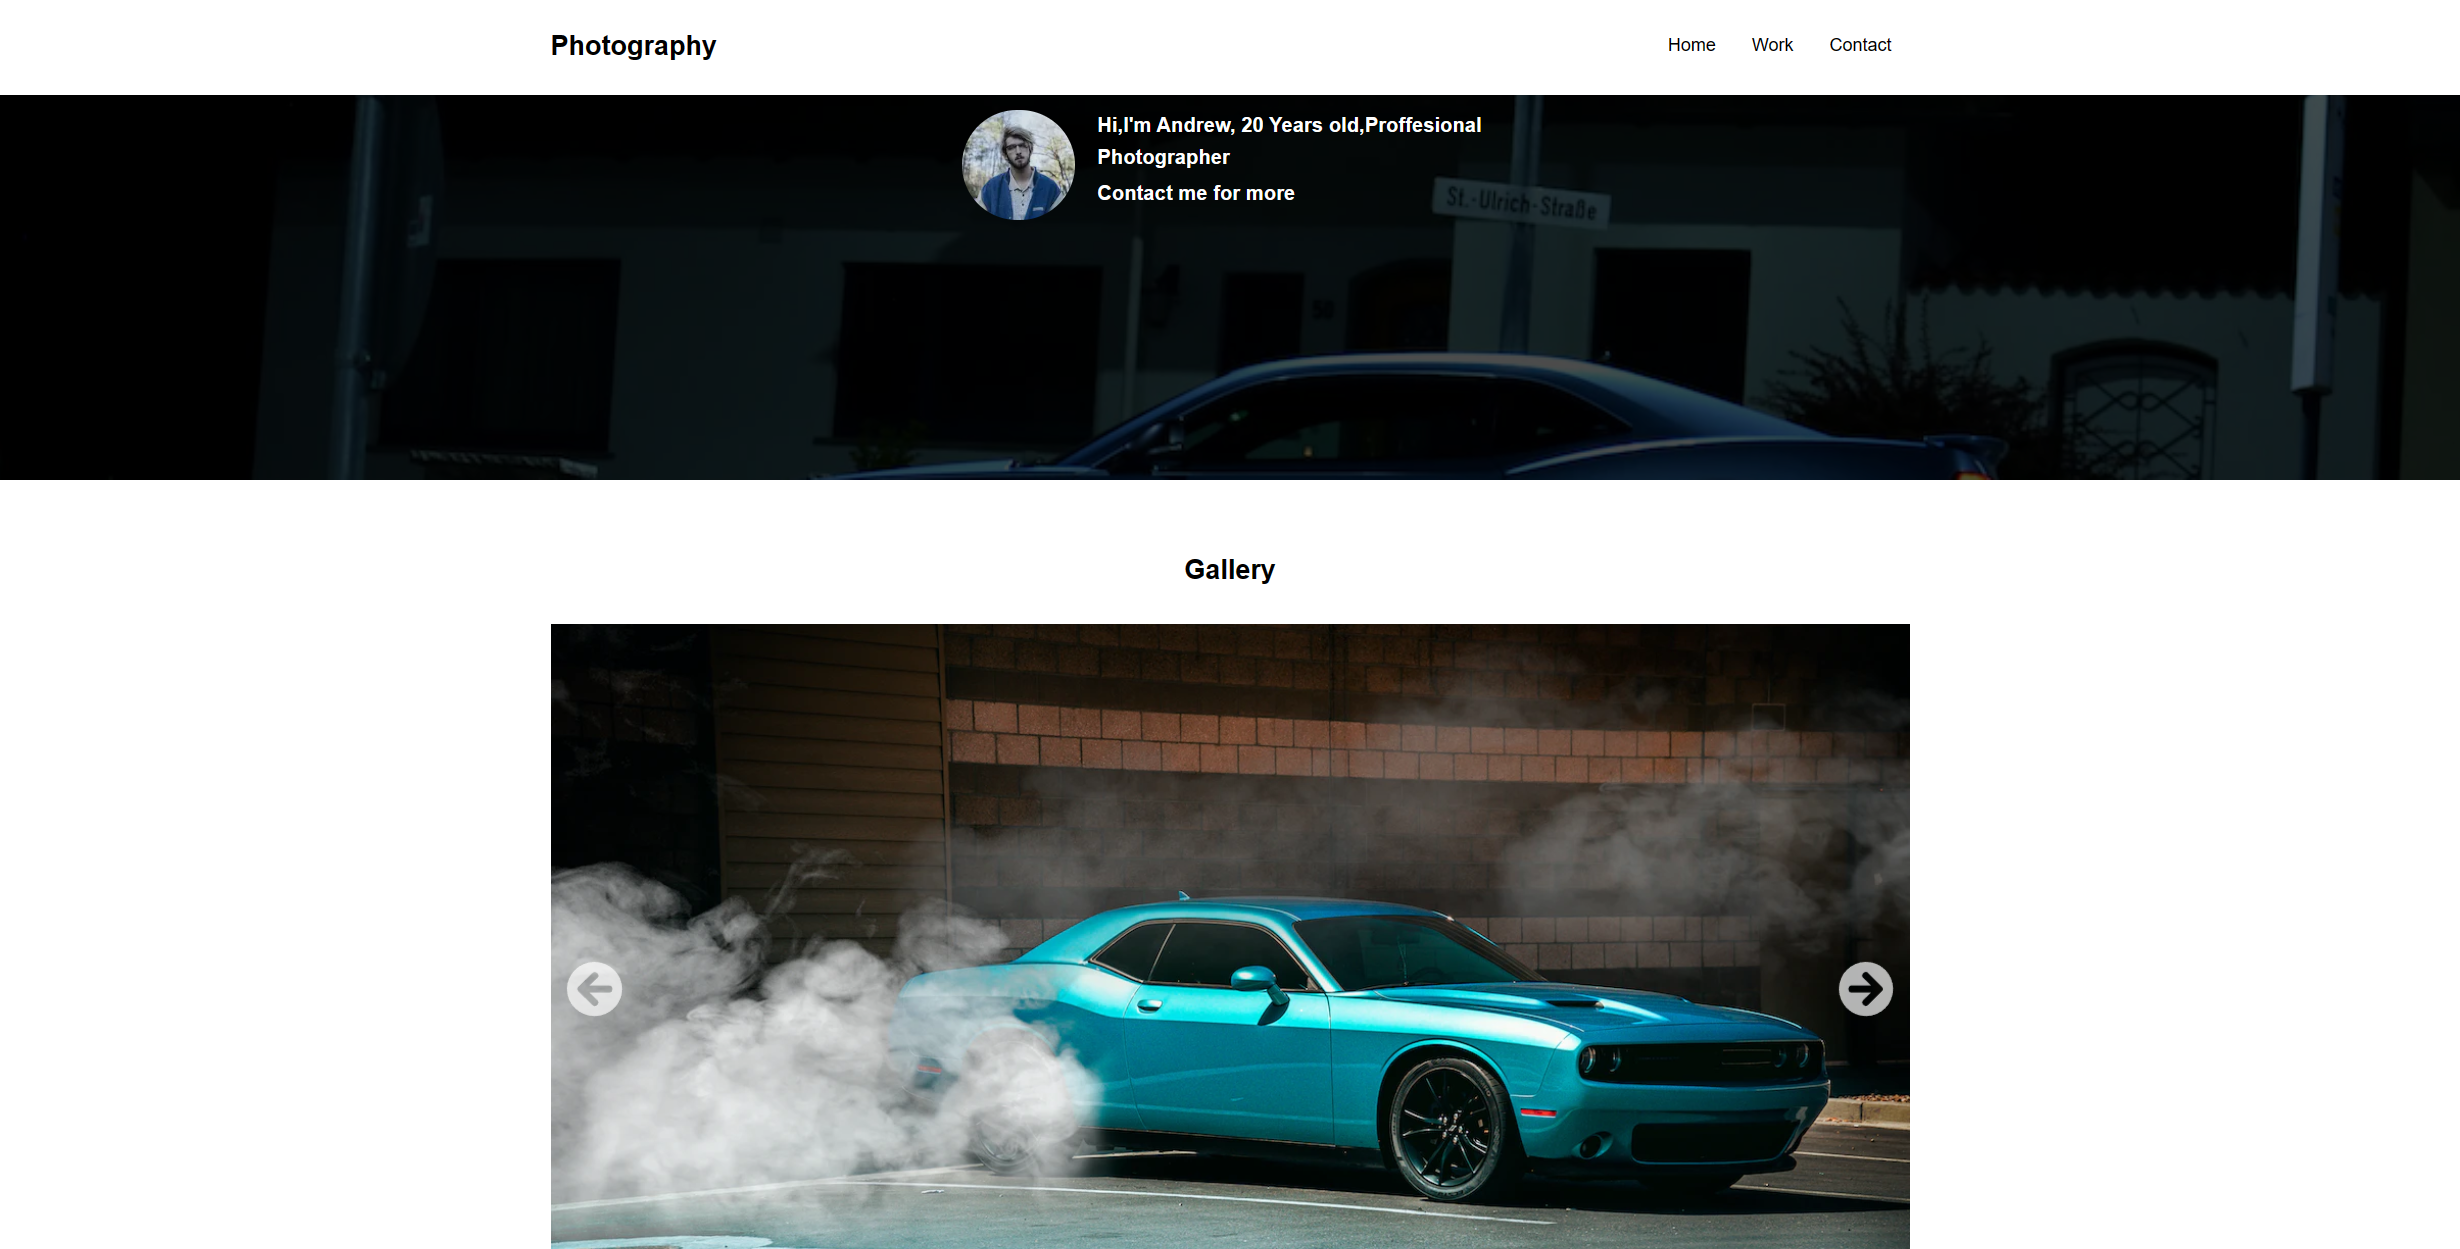 Photography
Home Work Contact
Hi,I'm Andrew, 20 Years old,Proffesional
Photographer
Contact me for more
St.-Ulrich-Straße
50
Gallery